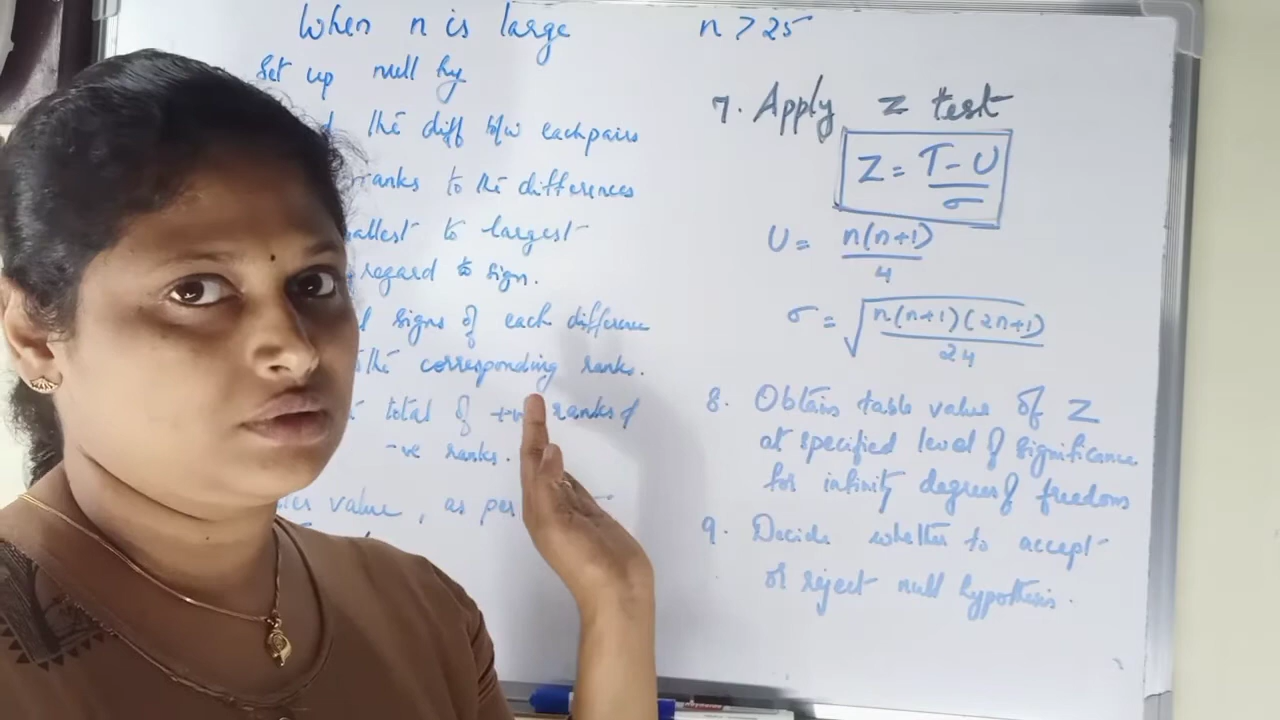 When n is large
Set up null hy
the diff b/w each pairs
ranks to the differences
smallest to largest
regard to sign.
signs of each difference
the corresponding ranks.
total of +ve ranks &
-ve ranks.
value, as per
n > 25
7. Apply Z test
Z = T - U / σ
U = n(n+1) / 4
σ = √ n(n+1)(2n+1) / 24
8. Obtain table value of Z
at specified level of significance
for infinity degrees of freedom
9. Decide whether to accept
or reject null hypothesis.